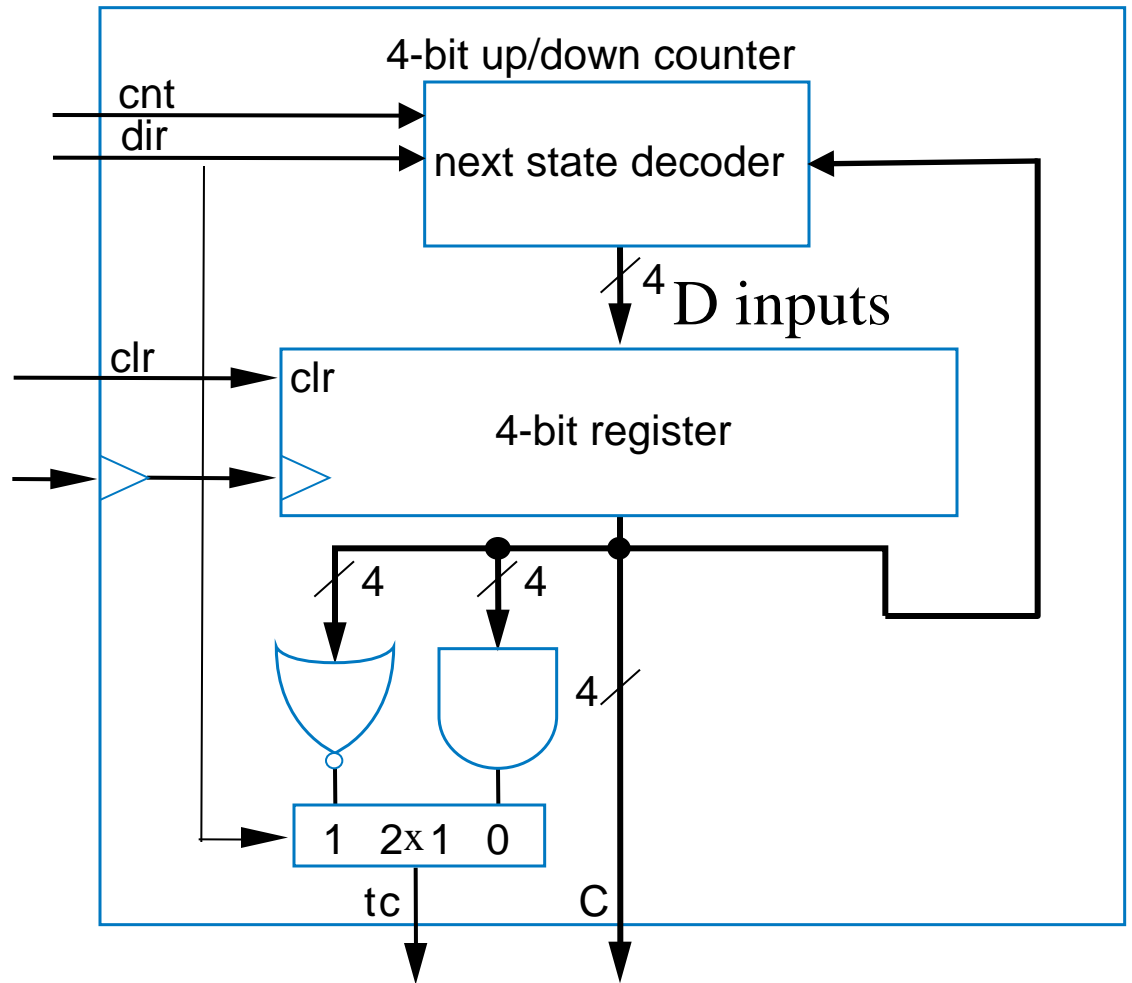 4-bit up/down counter
cnt
dir
next state decoder
4
D inputs
clr
clr
4-bit register
4
4
4
1 2x1 0
tc
C